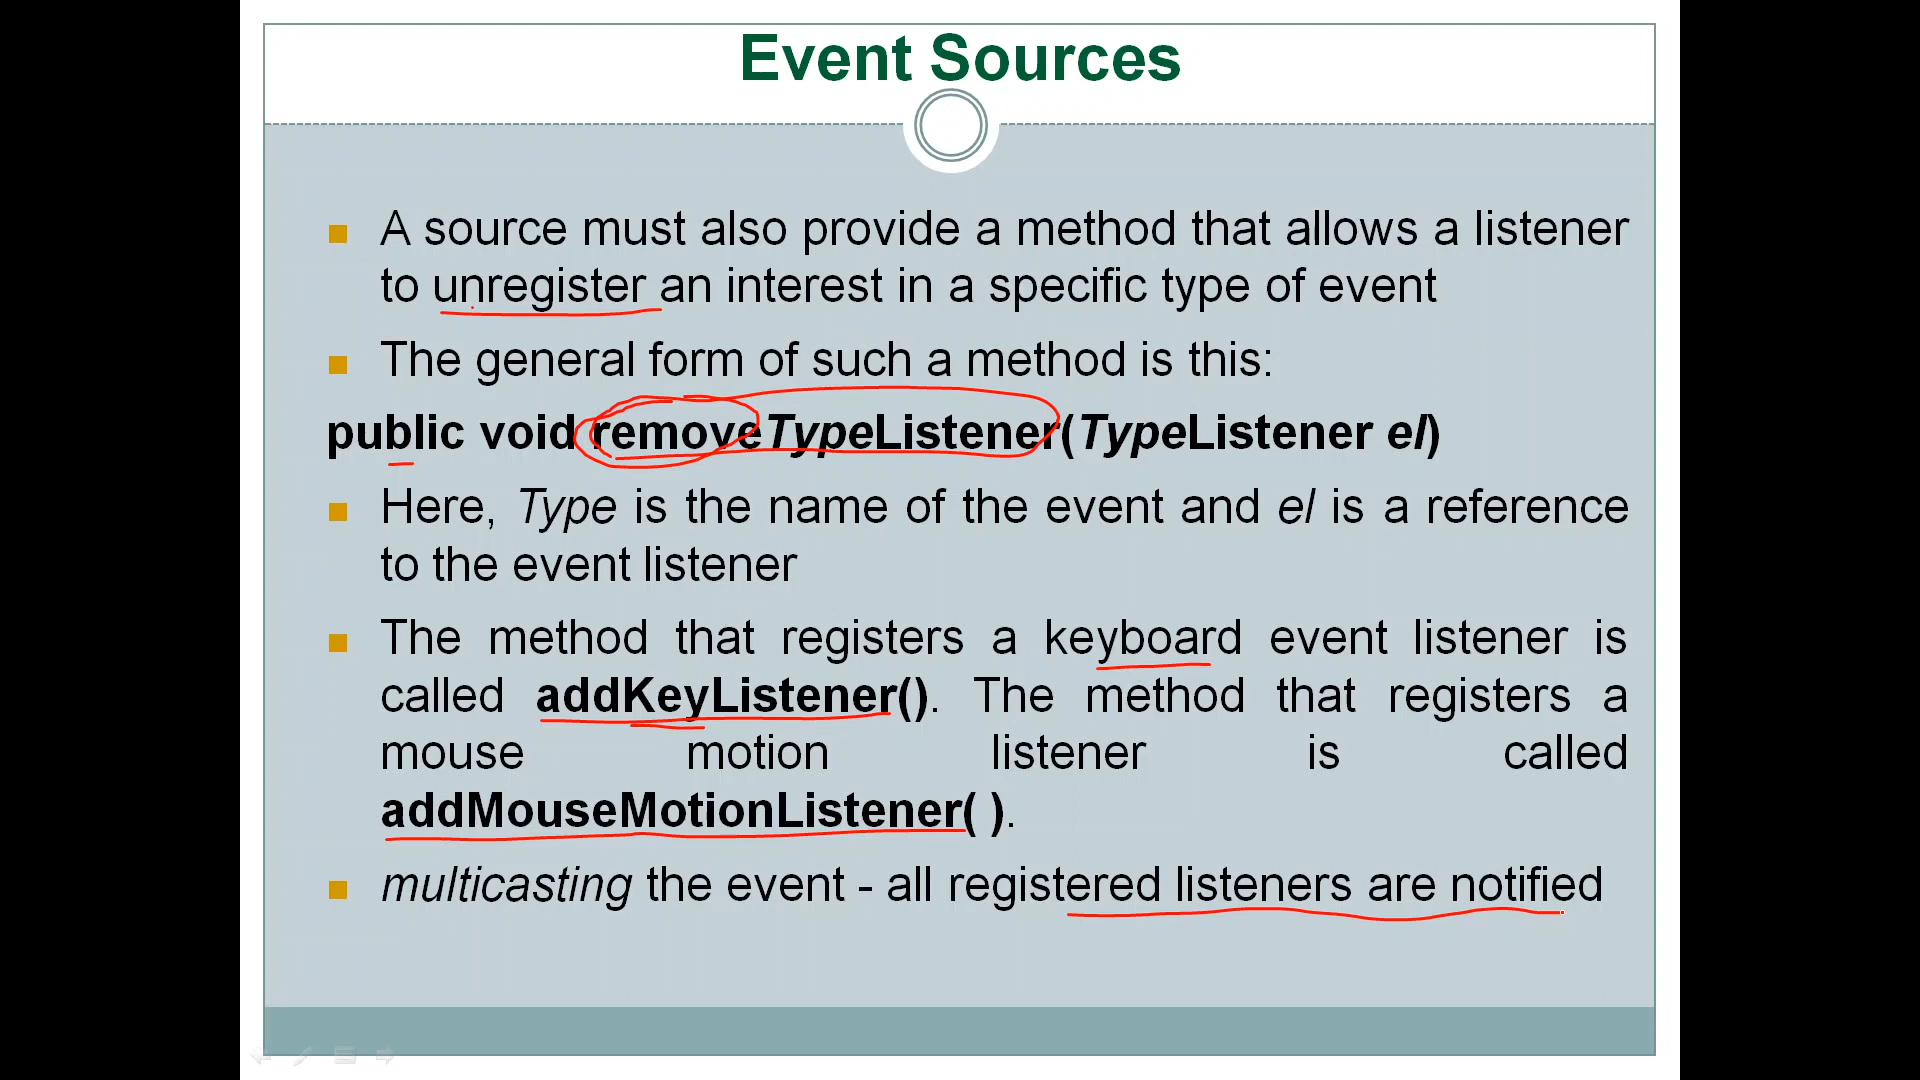 Event Sources
A source must also provide a method that allows a listener
to unregister an interest in a specific type of event
The general form of such a method is this:
public void removeTypeListener(TypeListener el)
Here, Type is the name of the event and el is a reference
to the event listener
The method that registers a keyboard event listener is
called addKeyListener(). The method that registers a
mouse motion listener is called
addMouseMotionListener( ).
multicasting the event - all registered listeners are notified